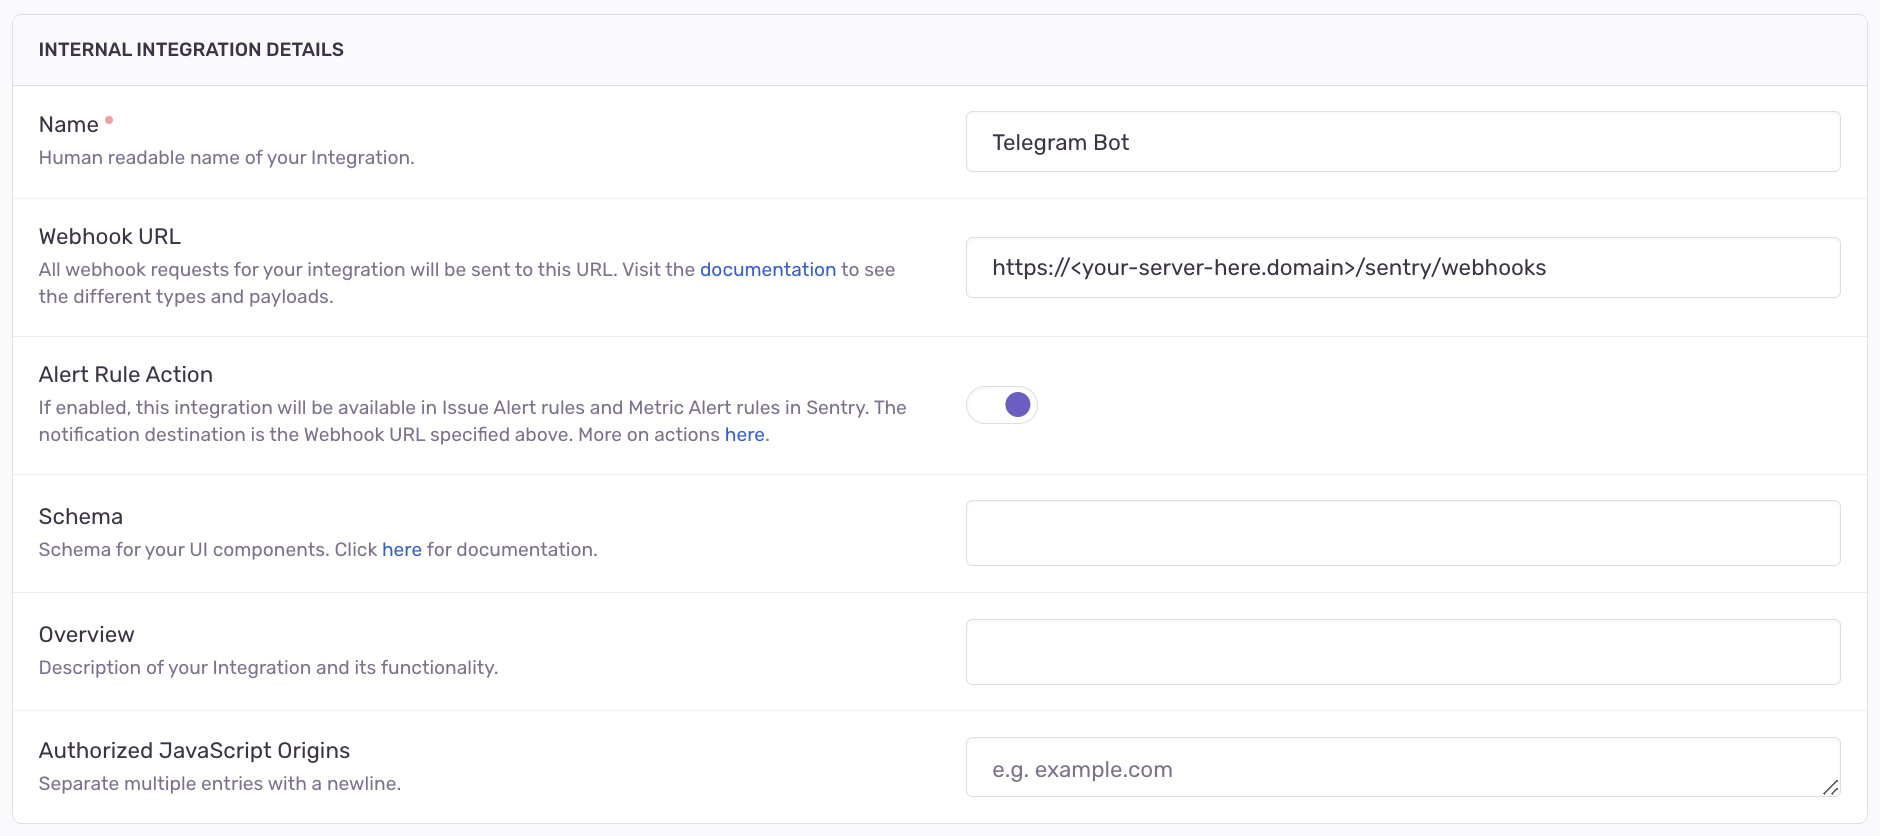 INTERNAL INTEGRATION DETAILS
Name
Human readable name of your Integration.
Telegram Bot
Webhook URL
All webhook requests for your integration will be sent to this URL. Visit the documentation to see
the different types and payloads.
https://<your-server-here.domain>/sentry/webhooks
Alert Rule Action
If enabled, this integration will be available in Issue Alert rules and Metric Alert rules in Sentry. The
notification destination is the Webhook URL specified above. More on actions here.
Schema
Schema for your UI components. Click here for documentation.
Overview
Description of your Integration and its functionality.
Authorized JavaScript Origins
Separate multiple entries with a newline.
e.g. example.com